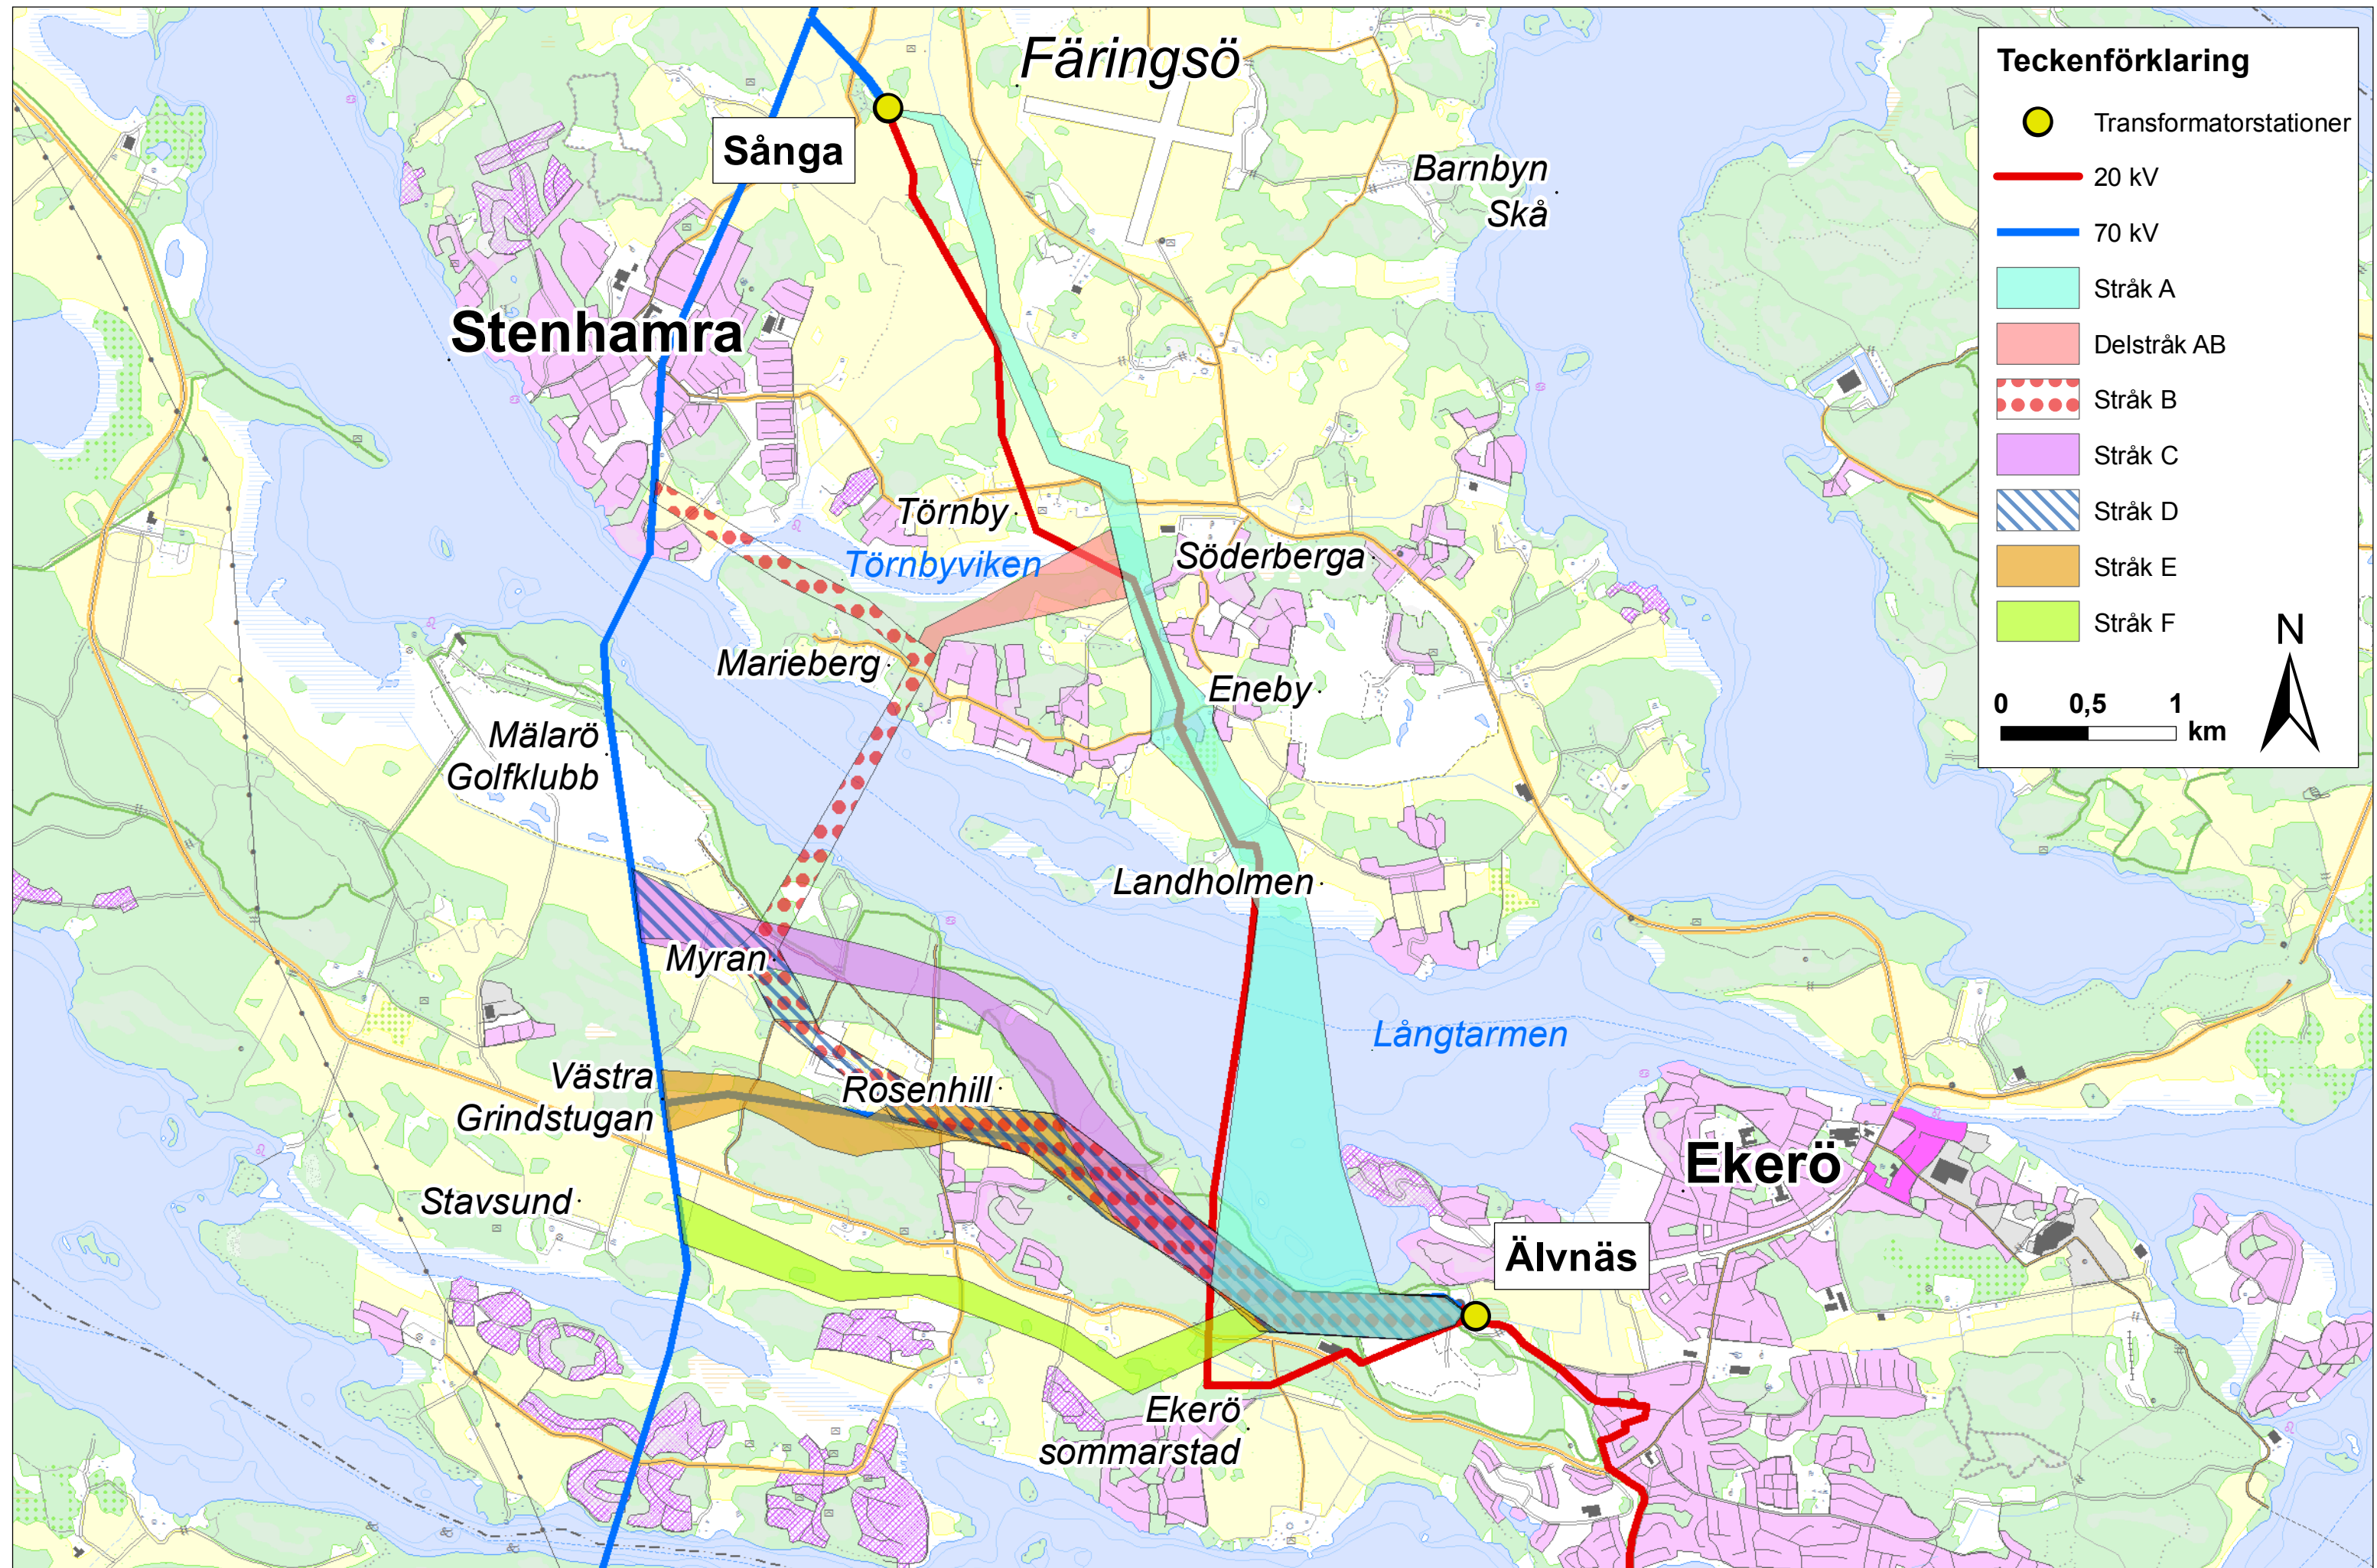 Färingsö
Sånga
Barnbyn
Skå
Stenhamra
Törnby
Törnbyviken
Söderberga
Marieberg
Eneby
Mälarö
Golfklubb
Landholmen
Myran
Långtarmen
Västra
Grindstugan
Rosenhill
Stavsund
Ekerö
Älvnäs
Ekerö
sommarstad
Teckenförklaring
Transformatorstationer
20 kV
70 kV
Stråk A
Delstråk AB
Stråk B
Stråk C
Stråk D
Stråk E
Stråk F
N
0 0,5 1
km